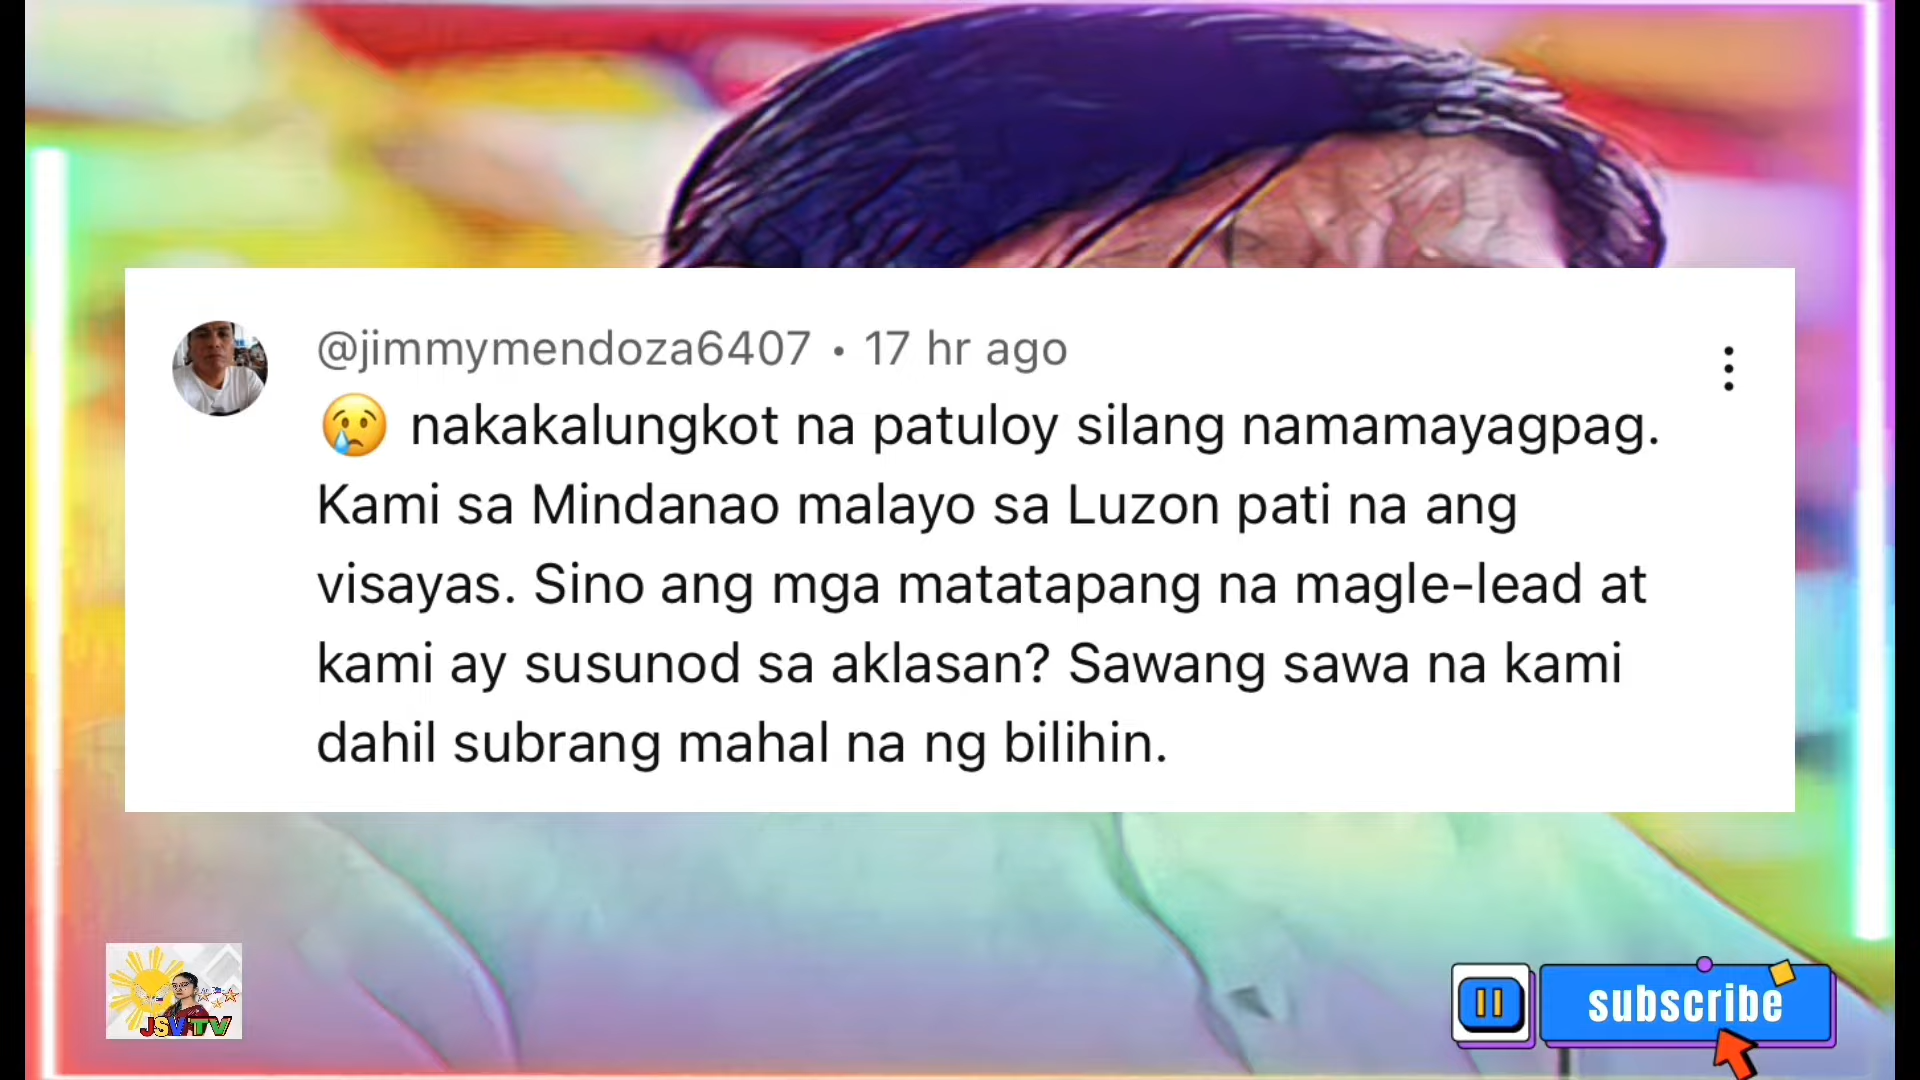 @jimmymendoza6407 • 17 hr ago
😢 nakakalungkot na patuloy silang namamayagpag.
Kami sa Mindanao malayo sa Luzon pati na ang
visayas. Sino ang mga matatapang na magle-lead at
kami ay susunod sa aklasan? Sawang sawa na kami
dahil subrang mahal na ng bilihin.
JSV TV
subscribe